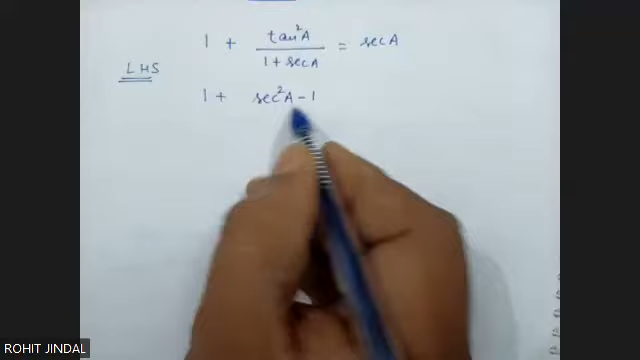 1 + tan²A / 1 + secA = secA
LHS
1 + sec²A - 1
ROHIT JINDAL